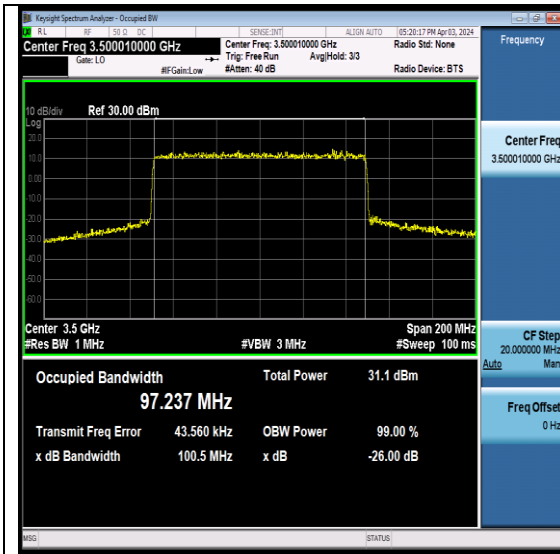 Keysight Spectrum Analyzer - Occupied BW
RL RF 50 Ω DC SENSE:INT ALIGN AUTO 05:20:17 PM Apr 03, 2024
Center Freq 3.500010000 GHz Center Freq: 3.500010000 GHz Radio Std: None Frequency
Gate: LO Trig: Free Run Avg|Hold: 3/3
#IFGain:Low #Atten: 40 dB Radio Device: BTS
10 dB/div Ref 30.00 dBm
Log
20.0
10.0
0.00
-10.0
-20.0
-30.0
-40.0
-50.0
-60.0
Center Freq
3.500010000 GHz
Center 3.5 GHz Span 200 MHz
#Res BW 1 MHz #VBW 3 MHz #Sweep 100 ms
CF Step
20.000000 MHz
Auto Man
Occupied Bandwidth Total Power 31.1 dBm
97.237 MHz
Transmit Freq Error 43.560 kHz OBW Power 99.00 %
x dB Bandwidth 100.5 MHz x dB -26.00 dB
Freq Offset
0 Hz
MSG STATUS